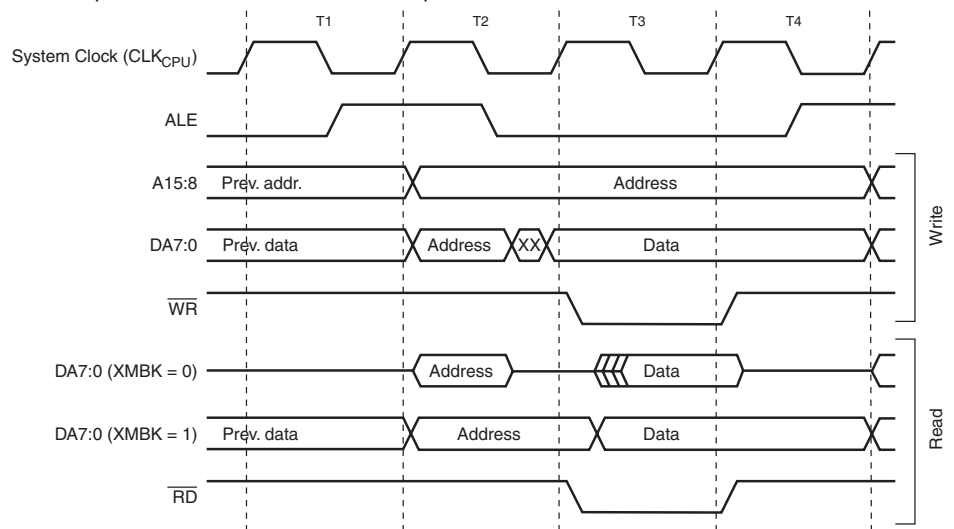 T1 T2 T3 T4
System Clock (CLKCPU)
ALE
A15:8 Prev. addr. Address
DA7:0 Prev. data Address XX Data
WR
Write
DA7:0 (XMBK = 0) Address Data
DA7:0 (XMBK = 1) Prev. data Address Data
RD
Read